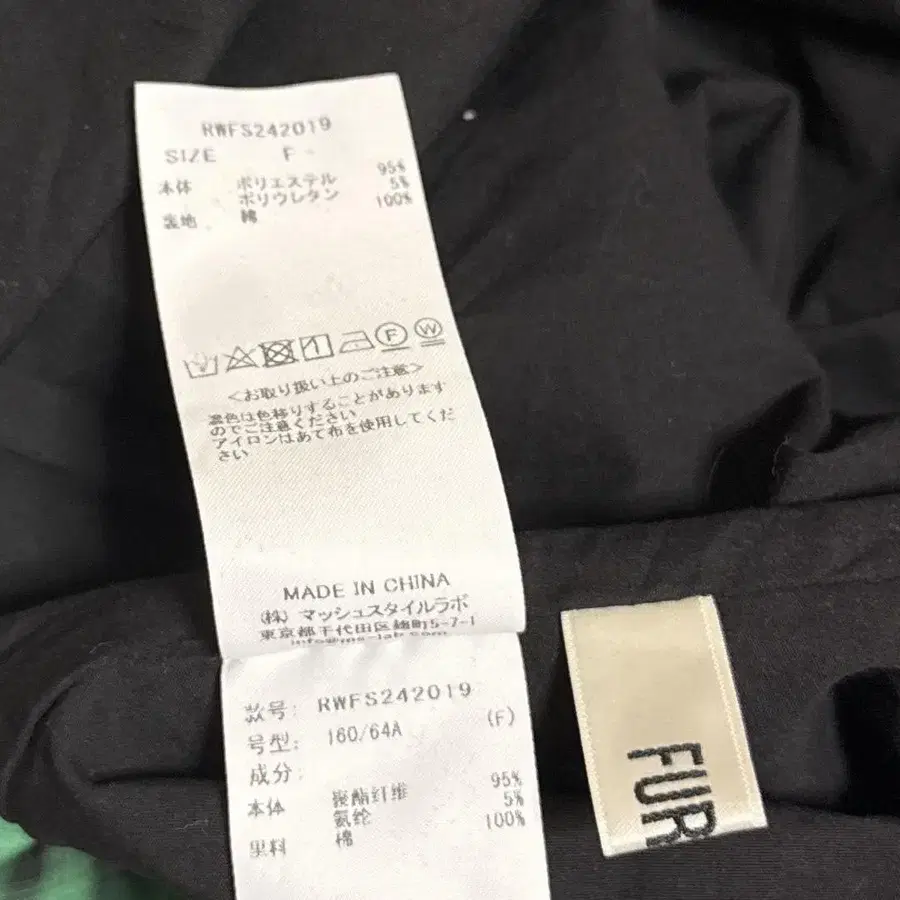 RWFS242019
SIZE F
本体 ポリエステル 95%
ポリウレタン 5%
裏地 綿 100%
F W
<お取り扱い上のご注意>
濃色は色移りすることがあります
のでご注意ください
アイロンはあて布を使用してくだ
さい
MADE IN CHINA
(株) マッシュスタイルラボ
東京都千代田区麹町5-7-1
款号: RWFS242019
号型: 160/64A (F)
成分:
本体 聚酯纤维 95%
氨纶 5%
里料 棉 100%
FUR